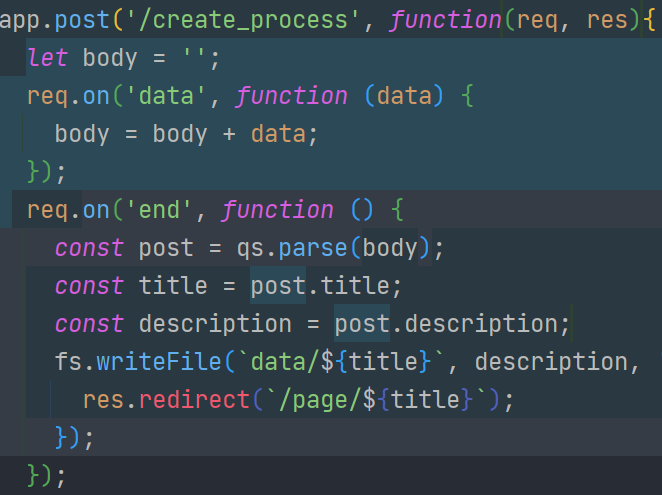 app.post('/create_process', function(req, res){
  let body = '';
  req.on('data', function (data) {
    body = body + data;
  });
  req.on('end', function () {
    const post = qs.parse(body);
    const title = post.title;
    const description = post.description;
    fs.writeFile(`data/${title}`, description,
      res.redirect(`/page/${title}`);
    });
  });